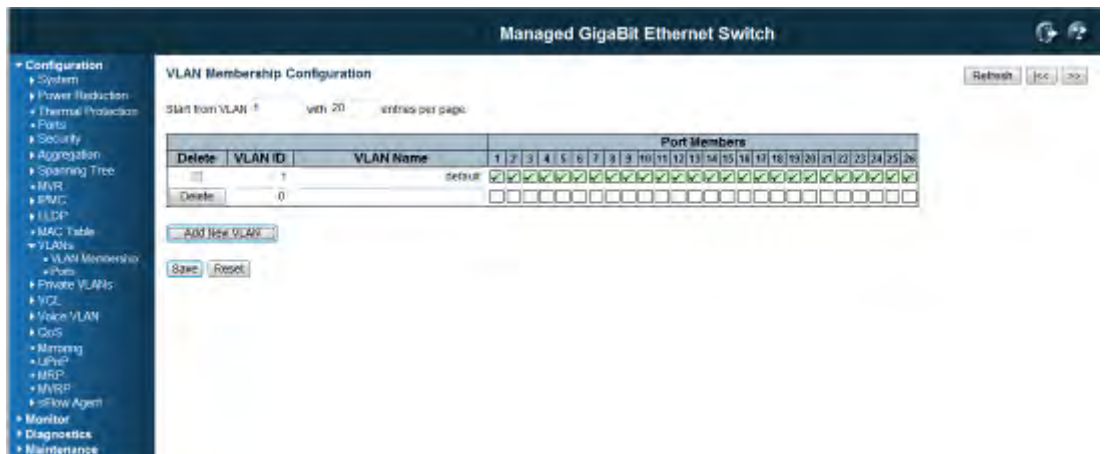 Managed GigaBit Ethernet Switch
Configuration
System
Power Reduction
Thermal Protection
Ports
Security
Aggregation
Spanning Tree
MVR
IPMC
LLDP
MAC Table
VLANs
VLAN Membership
Ports
Private VLANs
VCL
Voice VLAN
QoS
Mirroring
UPnP
MRP
MVRP
sFlow Agent
Monitor
Diagnostics
Maintenance
VLAN Membership Configuration
Refresh |<< >>
Start from VLAN 1 with 20 entries per page.
Port Members
Delete VLAN ID VLAN Name 1 2 3 4 5 6 7 8 9 10 11 12 13 14 15 16 17 18 19 20 21 22 23 24 25 26
1 default
Delete 0
Add New VLAN
Save Reset